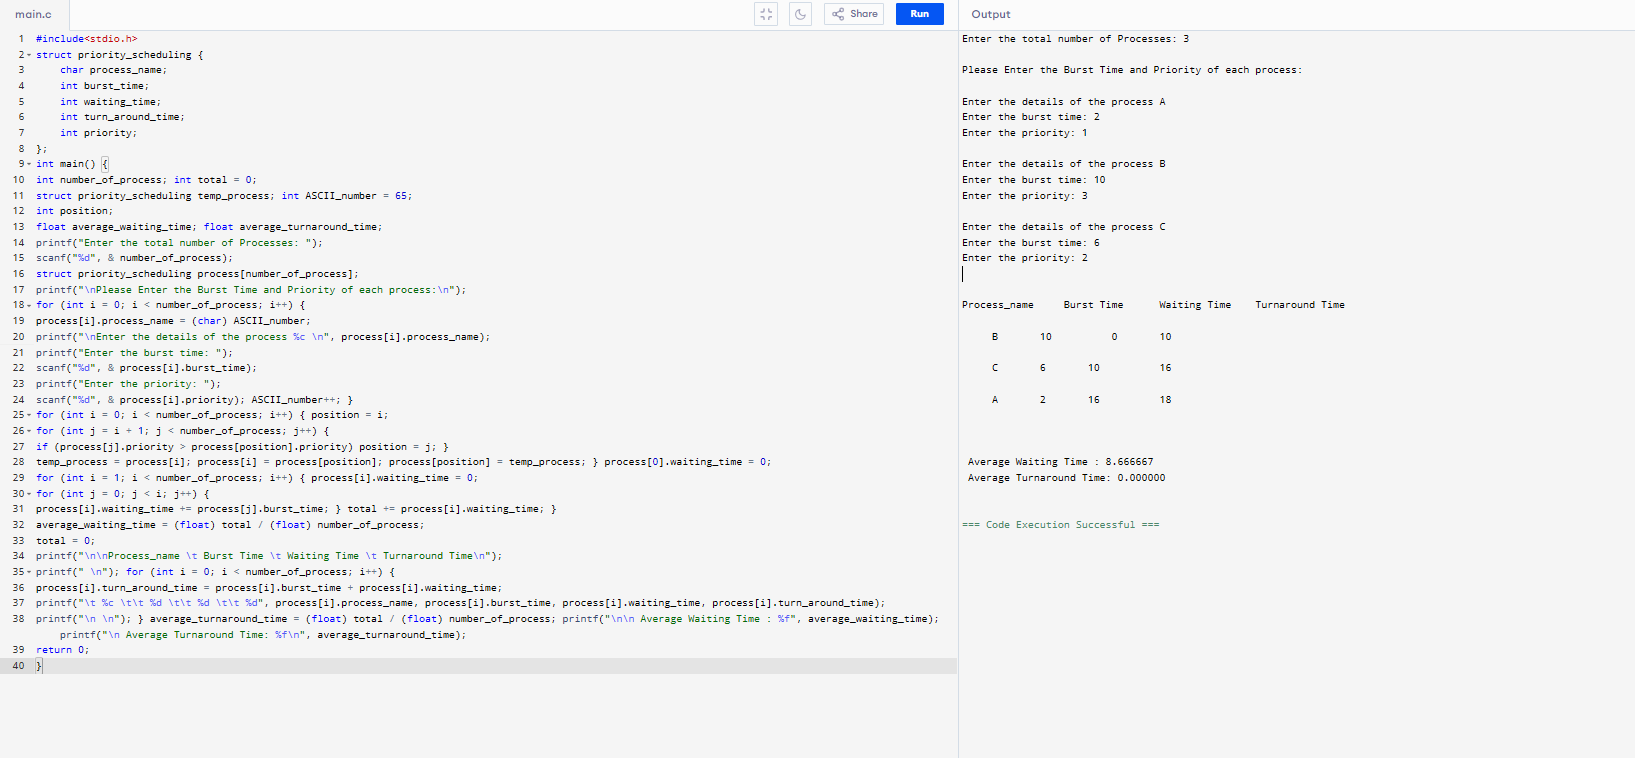 main.c
Share
Run
Output
1 #include<stdio.h>
2 struct priority_scheduling {
3 char process_name;
4 int burst_time;
5 int waiting_time;
6 int turn_around_time;
7 int priority;
8 };
9 int main() {
10 int number_of_process; int total = 0;
11 struct priority_scheduling temp_process; int ASCII_number = 65;
12 int position;
13 float average_waiting_time; float average_turnaround_time;
14 printf("Enter the total number of Processes: ");
15 scanf("%d", & number_of_process);
16 struct priority_scheduling process[number_of_process];
17 printf("\nPlease Enter the Burst Time and Priority of each process:\n");
18 for (int i = 0; i < number_of_process; i++) {
19 process[i].process_name = (char) ASCII_number;
20 printf("\nEnter the details of the process %c \n", process[i].process_name);
21 printf("Enter the burst time: ");
22 scanf("%d", & process[i].burst_time);
23 printf("Enter the priority: ");
24 scanf("%d", & process[i].priority); ASCII_number++; }
25 for (int i = 0; i < number_of_process; i++) { position = i;
26 for (int j = i + 1; j < number_of_process; j++) {
27 if (process[j].priority > process[position].priority) position = j; }
28 temp_process = process[i]; process[i] = process[position]; process[position] = temp_process; } process[0].waiting_time = 0;
29 for (int i = 1; i < number_of_process; i++) { process[i].waiting_time = 0;
30 for (int j = 0; j < i; j++) {
31 process[i].waiting_time += process[j].burst_time; } total += process[i].waiting_time; }
32 average_waiting_time = (float) total / (float) number_of_process;
33 total = 0;
34 printf("\n\nProcess_name \t Burst Time \t Waiting Time \t Turnaround Time\n");
35 printf(" \n"); for (int i = 0; i < number_of_process; i++) {
36 process[i].turn_around_time = process[i].burst_time + process[i].waiting_time;
37 printf("\t %c \t\t %d \t\t %d \t\t %d", process[i].process_name, process[i].burst_time, process[i].waiting_time, process[i].turn_around_time);
38 printf("\n \n"); } average_turnaround_time = (float) total / (float) number_of_process; printf("\n\n Average Waiting Time : %f", average_waiting_time);
printf("\n Average Turnaround Time: %f\n", average_turnaround_time);
39 return 0;
40 }
Enter the total number of Processes: 3
Please Enter the Burst Time and Priority of each process:
Enter the details of the process A
Enter the burst time: 2
Enter the priority: 1
Enter the details of the process B
Enter the burst time: 10
Enter the priority: 3
Enter the details of the process C
Enter the burst time: 6
Enter the priority: 2
Process_name Burst Time Waiting Time Turnaround Time
B 10 0 10
C 6 10 16
A 2 16 18
Average Waiting Time : 8.666667
Average Turnaround Time: 0.000000
=== Code Execution Successful ===